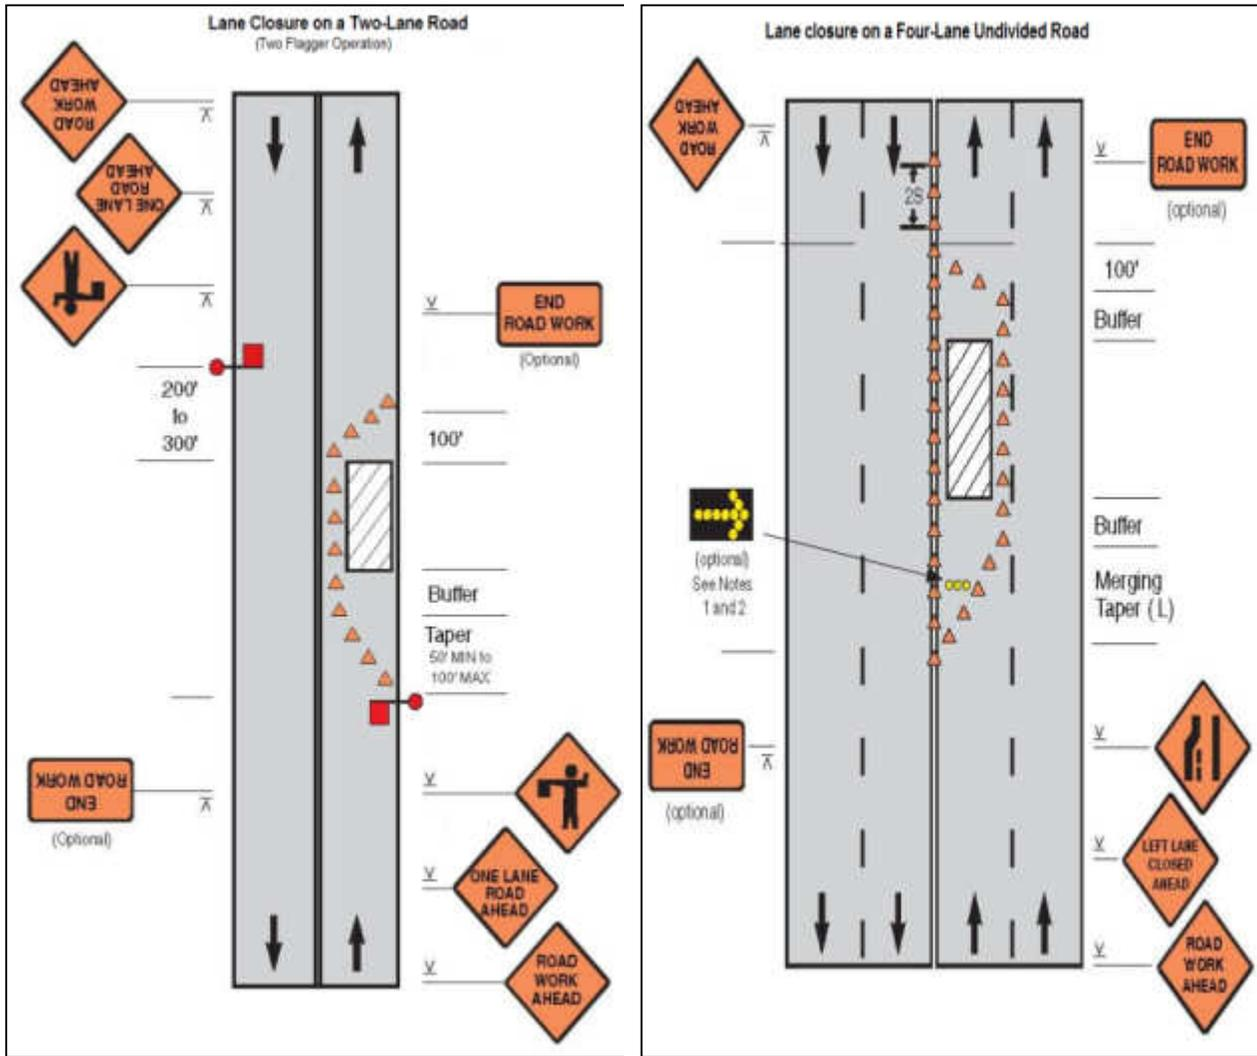 Lane Closure on a Two-Lane Road
(Two Flagger Operation)
ROAD
WORK
AHEAD
ONE LANE
ROAD
AHEAD
END
ROAD WORK
(Optional)
200'
to
300'
100'
Buffer
Taper
50' MIN to
100' MAX
END
ROAD WORK
(Optional)
ONE LANE
ROAD
AHEAD
ROAD
WORK
AHEAD
Lane closure on a Four-Lane Undivided Road
ROAD
WORK
AHEAD
END
ROAD WORK
(optional)
2S
100'
Buffer
(optional)
See Notes
1 and 2
Buffer
Merging
Taper (L)
END
ROAD WORK
(optional)
LEFT LANE
CLOSED
AHEAD
ROAD
WORK
AHEAD